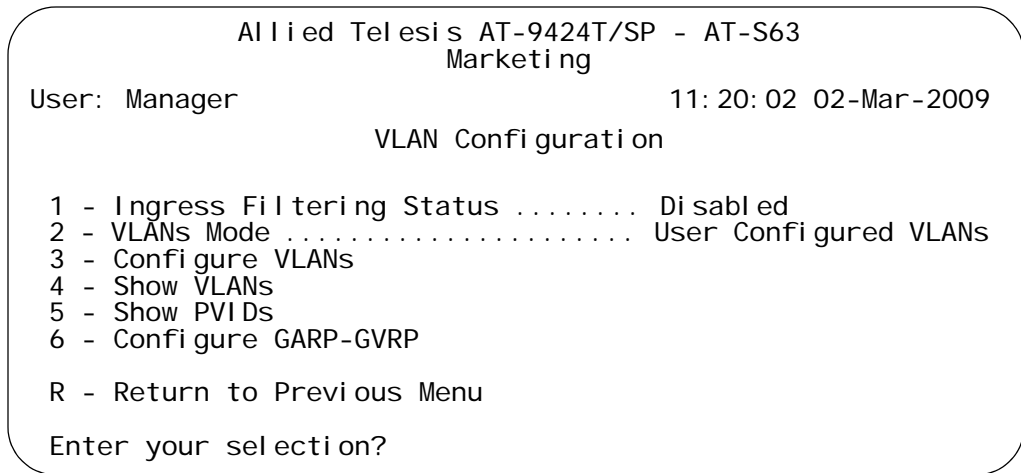 Allied Telesis AT-9424T/SP - AT-S63
Marketing
User: Manager 11:20:02 02-Mar-2009
VLAN Configuration
1 - Ingress Filtering Status ........ Disabled
2 - VLANs Mode ...................... User Configured VLANs
3 - Configure VLANs
4 - Show VLANs
5 - Show PVIDs
6 - Configure GARP-GVRP
R - Return to Previous Menu
Enter your selection?